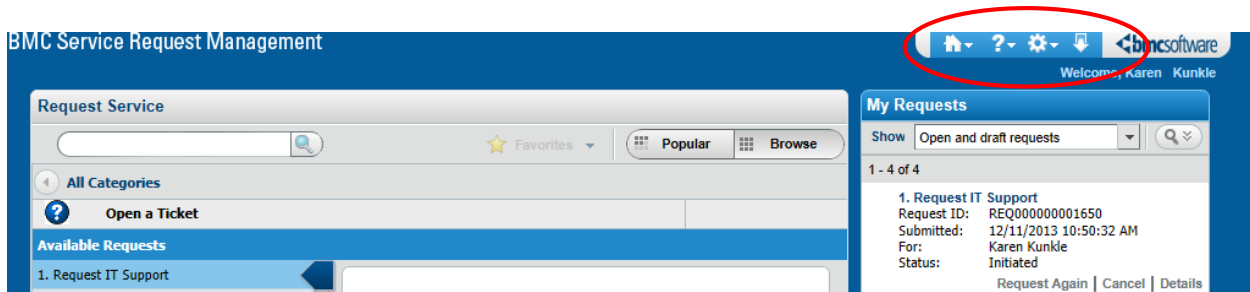 BMC Service Request Management
?
bmcsoftware
Welcome, Karen Kunkle
Request Service
Favorites
Popular
Browse
All Categories
?
Open a Ticket
Available Requests
1. Request IT Support
My Requests
Show Open and draft requests
1 - 4 of 4
1. Request IT Support
Request ID: REQ000000001650
Submitted: 12/11/2013 10:50:32 AM
For: Karen Kunkle
Status: Initiated
Request Again | Cancel | Details